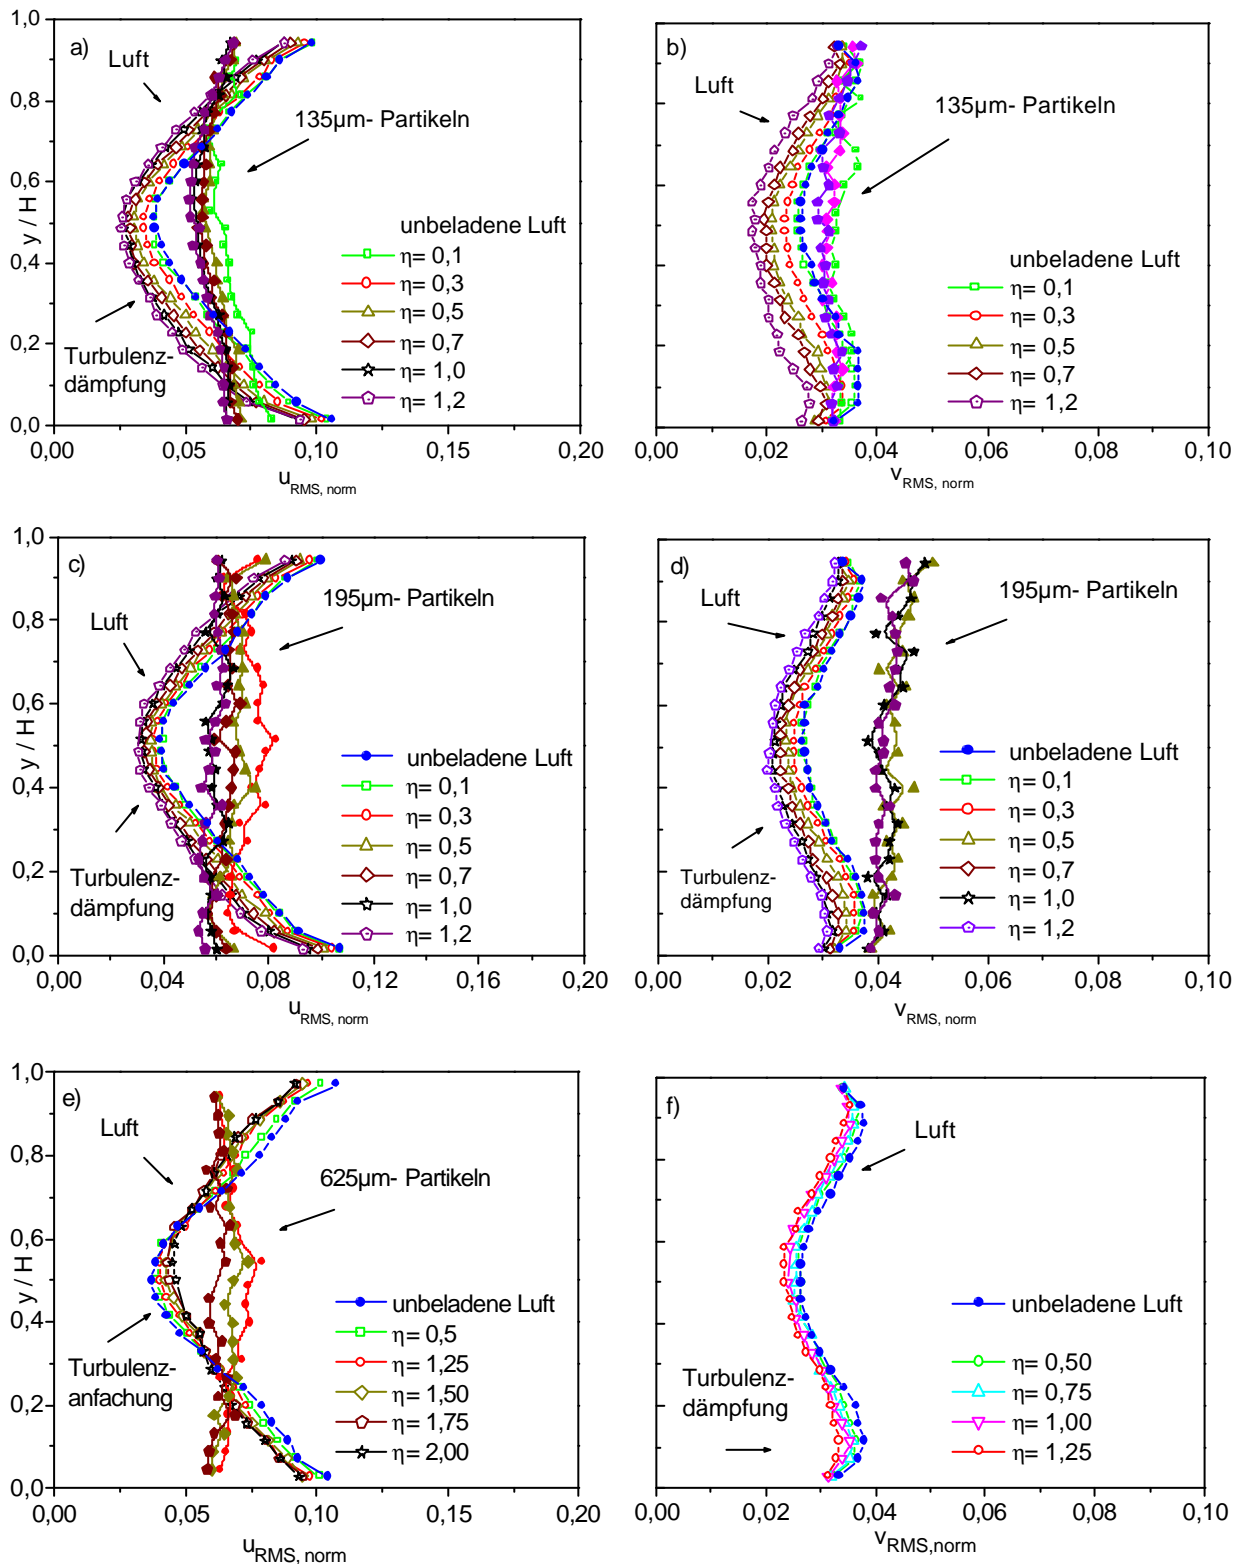 a)
Luft
135µm- Partikeln
unbeladene Luft
η= 0,1
η= 0,3
η= 0,5
η= 0,7
η= 1,0
η= 1,2
Turbulenz-
dämpfung
y / H
1,0
0,8
0,6
0,4
0,2
0,0
0,00
0,05
0,10
0,15
0,20
uRMS, norm
b)
Luft
135µm- Partikeln
unbeladene Luft
η= 0,1
η= 0,3
η= 0,5
η= 0,7
η= 1,2
0,00
0,02
0,04
0,06
0,08
0,10
vRMS, norm
c)
195µm- Partikeln
Luft
unbeladene Luft
η= 0,1
η= 0,3
η= 0,5
η= 0,7
η= 1,0
η= 1,2
Turbulenz-
dämpfung
y / H
1,0
0,8
0,6
0,4
0,2
0,0
0,00
0,04
0,08
0,12
0,16
0,20
uRMS, norm
d)
Luft
195µm- Partikeln
unbeladene Luft
η= 0,1
η= 0,3
η= 0,5
η= 0,7
η= 1,0
η= 1,2
Turbulenz-
dämpfung
0,00
0,02
0,04
0,06
0,08
0,10
vRMS, norm
e)
Luft
625µm- Partikeln
unbeladene Luft
η= 0,5
η= 1,25
η= 1,50
η= 1,75
η= 2,00
Turbulenz-
anfachung
y / H
1,0
0,8
0,6
0,4
0,2
0,0
0,00
0,05
0,10
0,15
0,20
uRMS, norm
f)
Luft
unbeladene Luft
η= 0,50
η= 0,75
η= 1,00
η= 1,25
Turbulenz-
dämpfung
0,00
0,02
0,04
0,06
0,08
0,10
vRMS,norm